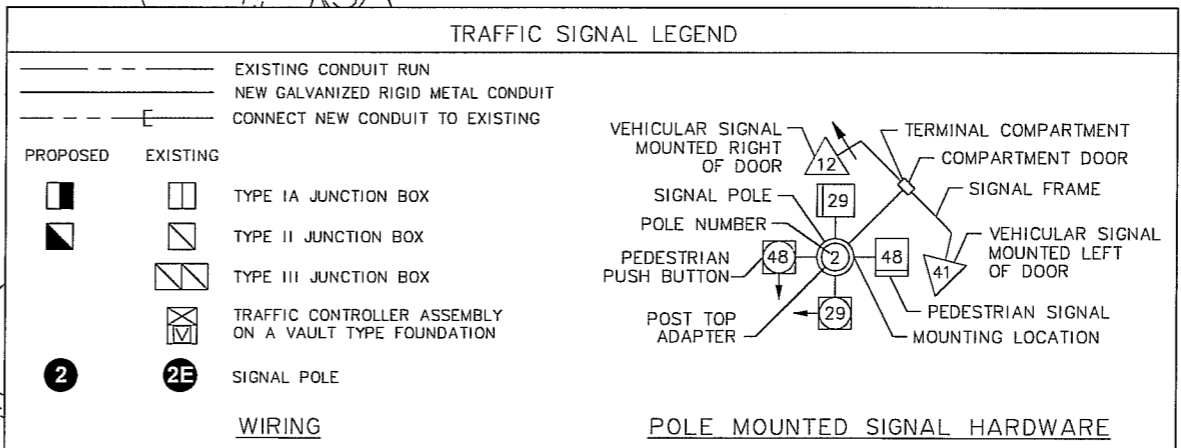 TRAFFIC SIGNAL LEGEND
EXISTING CONDUIT RUN
NEW GALVANIZED RIGID METAL CONDUIT
CONNECT NEW CONDUIT TO EXISTING
PROPOSED EXISTING
TYPE IA JUNCTION BOX
TYPE II JUNCTION BOX
TYPE III JUNCTION BOX
TRAFFIC CONTROLLER ASSEMBLY
ON A VAULT TYPE FOUNDATION
V
2 2E SIGNAL POLE
WIRING
VEHICULAR SIGNAL
MOUNTED RIGHT
OF DOOR
12
TERMINAL COMPARTMENT
COMPARTMENT DOOR
SIGNAL FRAME
SIGNAL POLE
29
POLE NUMBER
PEDESTRIAN
PUSH BUTTON
48
2
48
41
VEHICULAR SIGNAL
MOUNTED LEFT
OF DOOR
29
POST TOP
ADAPTER
PEDESTRIAN SIGNAL
MOUNTING LOCATION
POLE MOUNTED SIGNAL HARDWARE